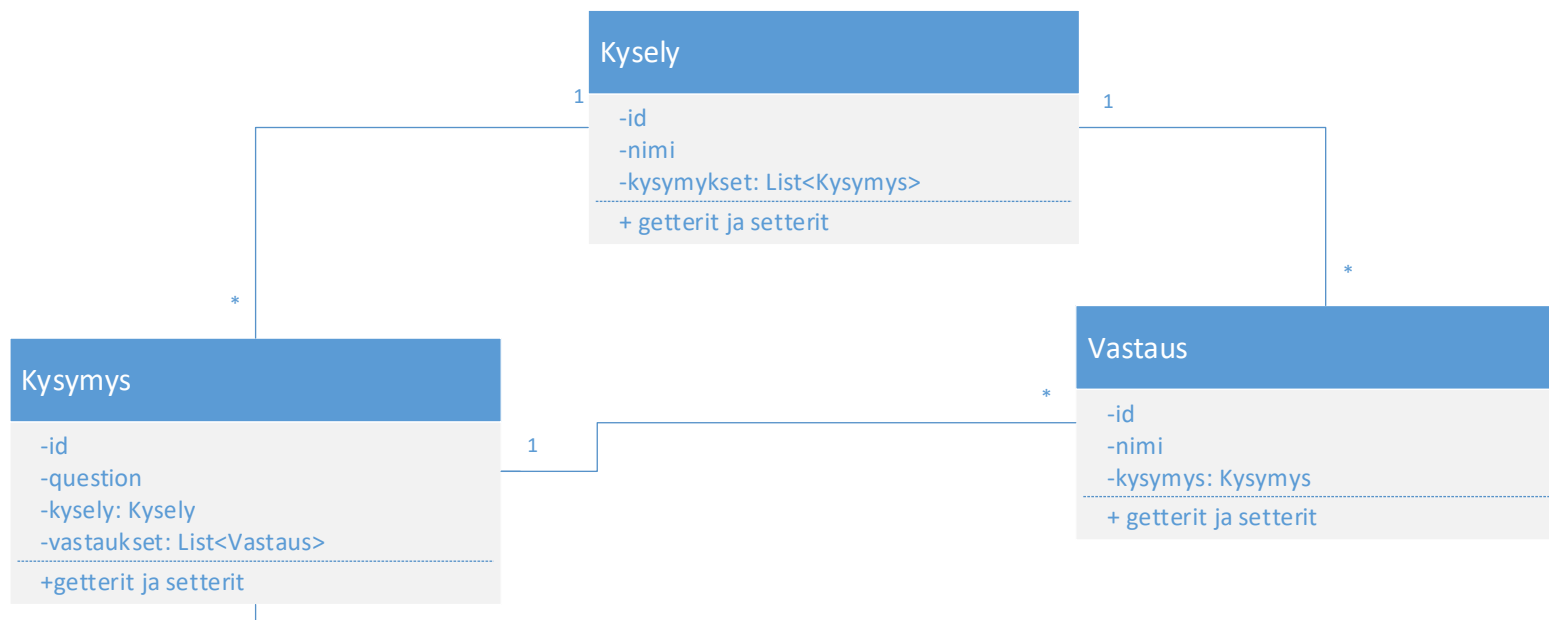 Kysely
1
1
-id
-nimi
-kysymykset: List<Kysymys>
+ getterit ja setterit
*
*
Kysymys
-id
-question
-kysely: Kysely
-vastaukset: List<Vastaus>
+getterit ja setterit
1
*
Vastaus
-id
-nimi
-kysymys: Kysymys
+ getterit ja setterit